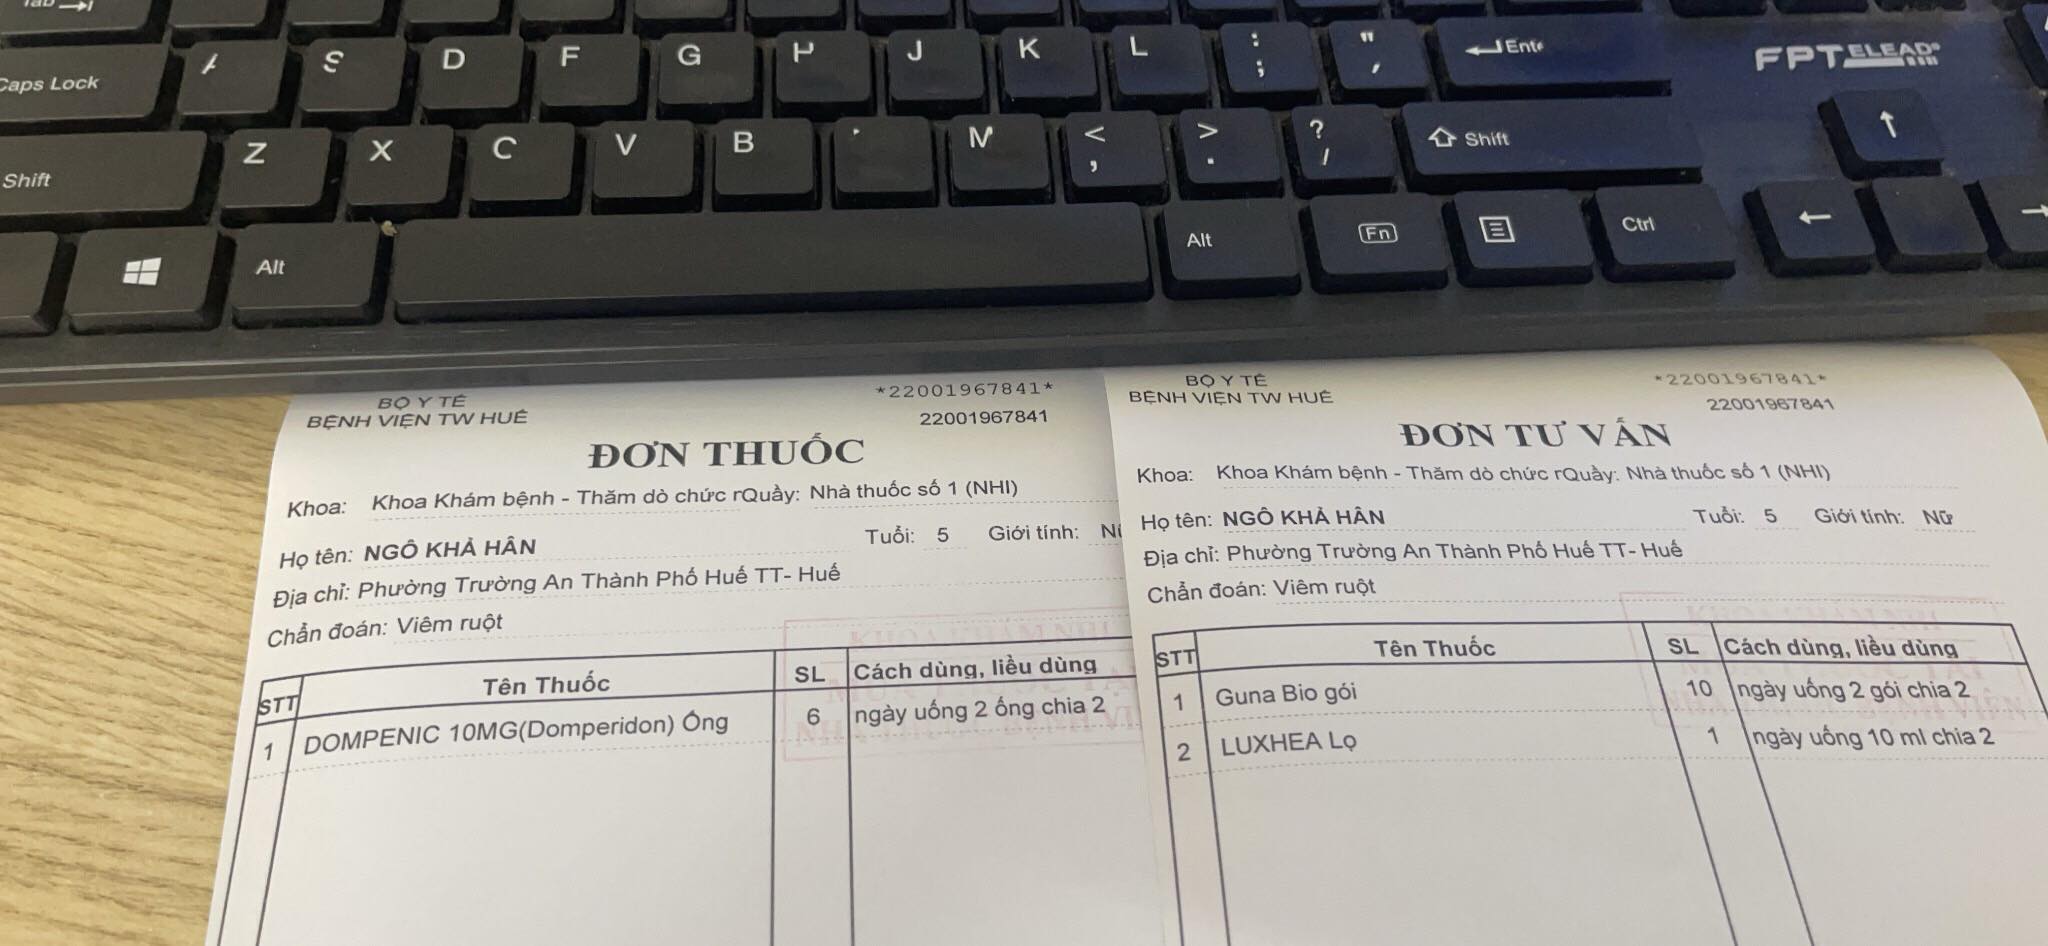 Tab
Caps Lock
S D F G H J K L : ; " , Ente
FPT ELEAD
Shift
Z X C V B M < , > . ? / Shift
Alt Alt Fn Ctrl
BỘ Y TẾ
BỆNH VIỆN TW HUẾ
*22001967841*
22001967841
ĐƠN THUỐC
Khoa: Khoa Khám bệnh - Thăm dò chức rQuầy: Nhà thuốc số 1 (NHI)
Họ tên: NGÔ KHẢ HÂN Tuổi: 5 Giới tính: Nữ
Địa chỉ: Phường Trường An Thành Phố Huế TT- Huế
Chẩn đoán: Viêm ruột
STT Tên Thuốc SL Cách dùng, liều dùng
1 DOMPENIC 10MG(Domperidon) Ống 6 ngày uống 2 ống chia 2
BỘ Y TẾ
BỆNH VIỆN TW HUẾ
*22001967841*
22001967841
ĐƠN TƯ VẤN
Khoa: Khoa Khám bệnh - Thăm dò chức rQuầy: Nhà thuốc số 1 (NHI)
Họ tên: NGÔ KHẢ HÂN Tuổi: 5 Giới tính: Nữ
Địa chỉ: Phường Trường An Thành Phố Huế TT- Huế
Chẩn đoán: Viêm ruột
KHOA KHÁM NHI
STT Tên Thuốc SL Cách dùng, liều dùng
1 Guna Bio gói 10 ngày uống 2 gói chia 2
2 LUXHEA Lọ 1 ngày uống 10 ml chia 2